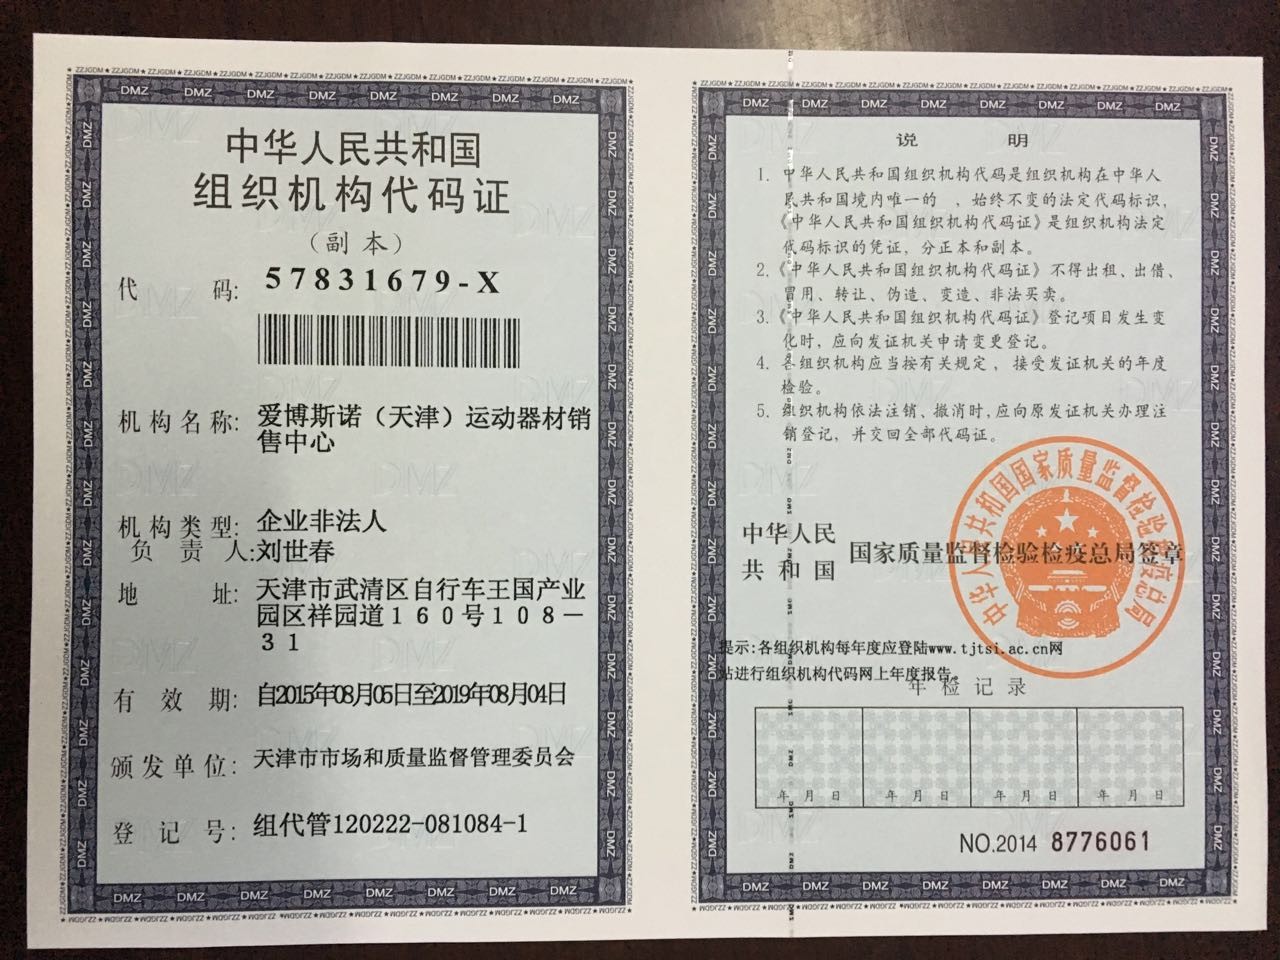 中华人民共和国
组织机构代码证
（副本）
代 码: 57831679-X
机构名称: 爱博斯诺（天津）运动器材销
售中心
机构类型: 企业非法人
负 责 人:刘世春
地 址: 天津市武清区自行车王国产业
园区祥园道１６０号１０８－
３１
有 效 期: 自2015年08月05日至2019年08月04日
颁发单位: 天津市市场和质量监督管理委员会
登 记 号: 组代管120222-081084-1
说 明
1. 中华人民共和国组织机构代码是组织机构在中华人
民共和国境内唯一的 ，始终不变的法定代码标识，
《中华人民共和国组织机构代码证》是组织机构法定
代码标识的凭证，分正本和副本。
2.《中华人民共和国组织机构代码证》不得出租、出借、
冒用、转让、伪造、变造、非法买卖。
3.《中华人民共和国组织机构代码证》登记项目发生变
化时，应向发证机关申请变更登记。
4. 各组织机构应当按有关规定，接受发证机关的年度
检验。
5. 组织机构依法注销、撤消时，应向原发证机关办理注
销登记，并交回全部代码证。
中华人民
共和国 国家质量监督检验检疫总局签章
中华人民共和国国家质量监督检验检疫总局
提示:各组织机构每年度应登陆www.tjtsi.ac.cn网
站进行组织机构代码网上年度报告。
年检记录
年 月 日 年 月 日 年 月 日 年 月 日
NO.2014 8776061